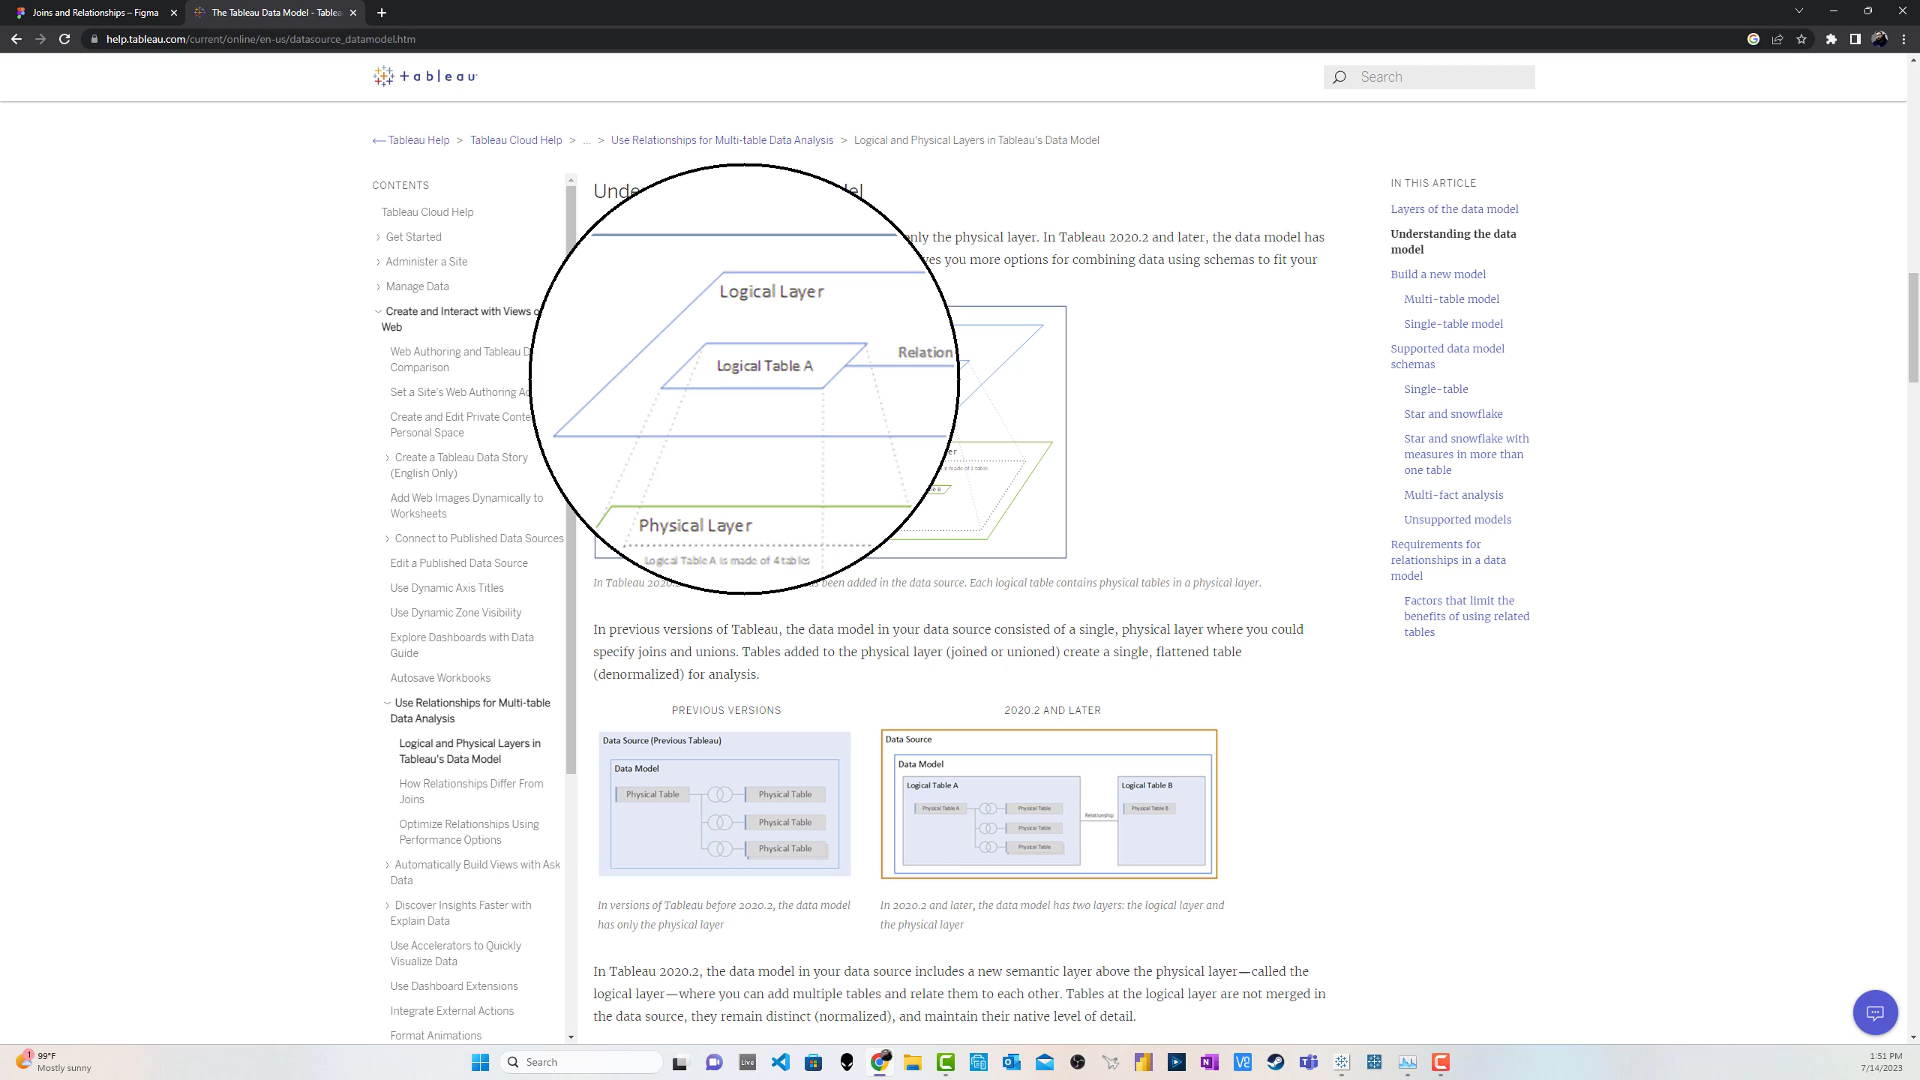 Joins and Relationships – Figma
The Tableau Data Model - Tablea
help.tableau.com/current/online/en-us/datasource_datamodel.htm
tableau
Search
Tableau Help > Tableau Cloud Help > ... > Use Relationships for Multi-table Data Analysis > Logical and Physical Layers in Tableau's Data Model
CONTENTS
Tableau Cloud Help
Get Started
Administer a Site
Manage Data
Create and Interact with Views o
Web
Web Authoring and Tableau D
Comparison
Set a Site's Web Authoring Ac
Create and Edit Private Conte
Personal Space
Create a Tableau Data Story
(English Only)
Add Web Images Dynamically to
Worksheets
Connect to Published Data Sources
Edit a Published Data Source
Use Dynamic Axis Titles
Use Dynamic Zone Visibility
Explore Dashboards with Data
Guide
Autosave Workbooks
Use Relationships for Multi-table
Data Analysis
Logical and Physical Layers in
Tableau's Data Model
How Relationships Differ From
Joins
Optimize Relationships Using
Performance Options
Automatically Build Views with Ask
Data
Discover Insights Faster with
Explain Data
Use Accelerators to Quickly
Visualize Data
Use Dashboard Extensions
Integrate External Actions
Format Animations
Unde el
nly the physical layer. In Tableau 2020.2 and later, the data model has
ves you more options for combining data using schemas to fit your
Logical Layer
Logical Table A
Relation
Physical Layer
Logical Table A is made of 4 tables
In Tableau 2020. been added in the data source. Each logical table contains physical tables in a physical layer.
In previous versions of Tableau, the data model in your data source consisted of a single, physical layer where you could
specify joins and unions. Tables added to the physical layer (joined or unioned) create a single, flattened table
(denormalized) for analysis.
PREVIOUS VERSIONS
Data Source (Previous Tableau)
Data Model
Physical Table
Physical Table
Physical Table
Physical Table
In versions of Tableau before 2020.2, the data model
has only the physical layer
2020.2 AND LATER
Data Source
Data Model
Logical Table A
Physical Table A
Physical Table
Physical Table
Physical Table
Relationship
Logical Table B
Physical Table B
In 2020.2 and later, the data model has two layers: the logical layer and
the physical layer
In Tableau 2020.2, the data model in your data source includes a new semantic layer above the physical layer—called the
logical layer—where you can add multiple tables and relate them to each other. Tables at the logical layer are not merged in
the data source, they remain distinct (normalized), and maintain their native level of detail.
IN THIS ARTICLE
Layers of the data model
Understanding the data
model
Build a new model
Multi-table model
Single-table model
Supported data model
schemas
Single-table
Star and snowflake
Star and snowflake with
measures in more than
one table
Multi-fact analysis
Unsupported models
Requirements for
relationships in a data
model
Factors that limit the
benefits of using related
tables
1
99°F
Mostly sunny
Search
Live
1:51 PM
7/14/2023